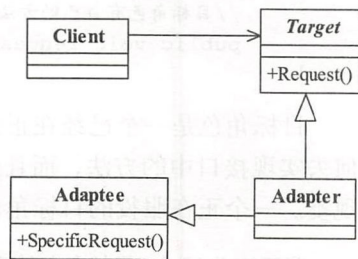 Client
Target
+Request()
Adaptee
+SpecificRequest()
Adapter